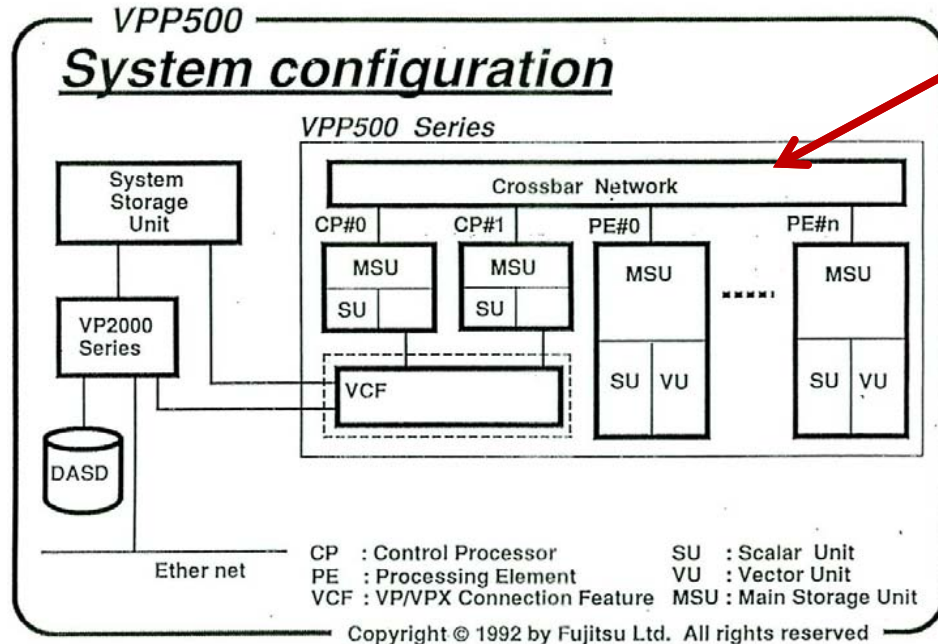 VPP500
System configuration
VPP500 Series
Crossbar Network
System
Storage
Unit
CP#0 CP#1 PE#0 PE#n
MSU MSU MSU MSU
SU SU
VP2000
Series
VCF
SU VU SU VU
DASD
Ether net
CP : Control Processor SU : Scalar Unit
PE : Processing Element VU : Vector Unit
VCF : VP/VPX Connection Feature MSU : Main Storage Unit
Copyright © 1992 by Fujitsu Ltd. All rights reserved